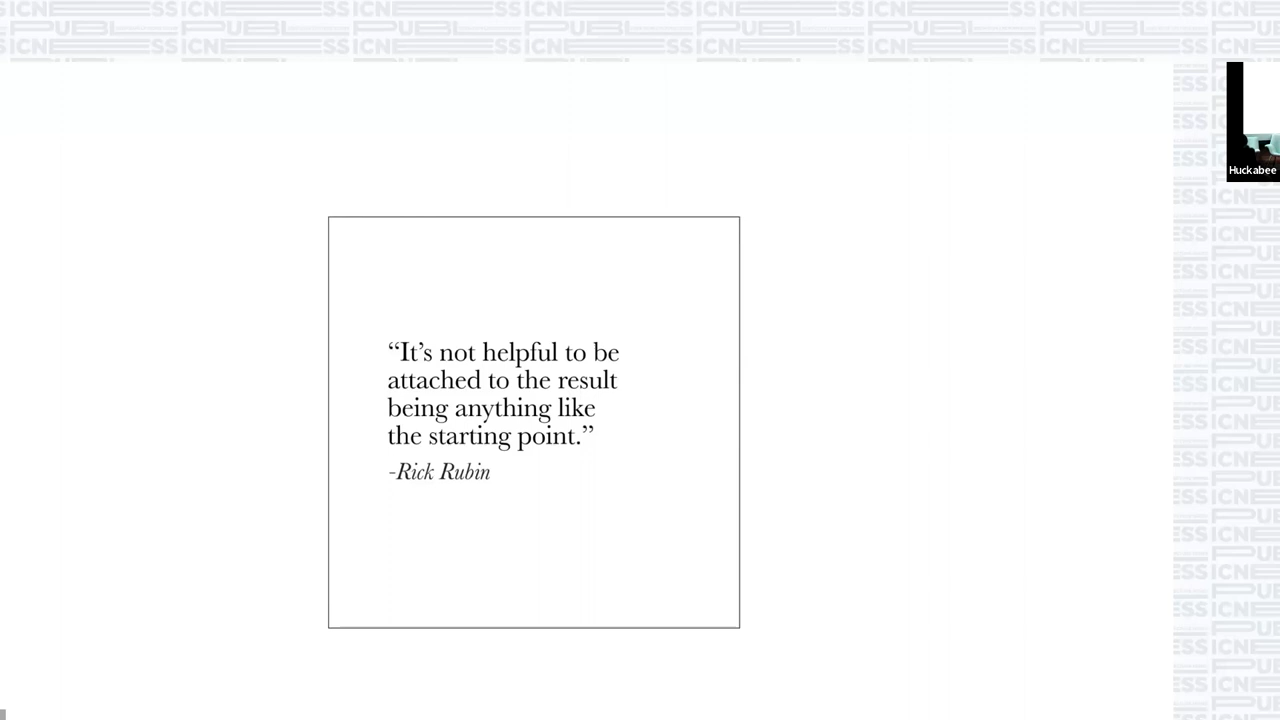 “It’s not helpful to be
attached to the result
being anything like
the starting point.”
-Rick Rubin
Huckabee